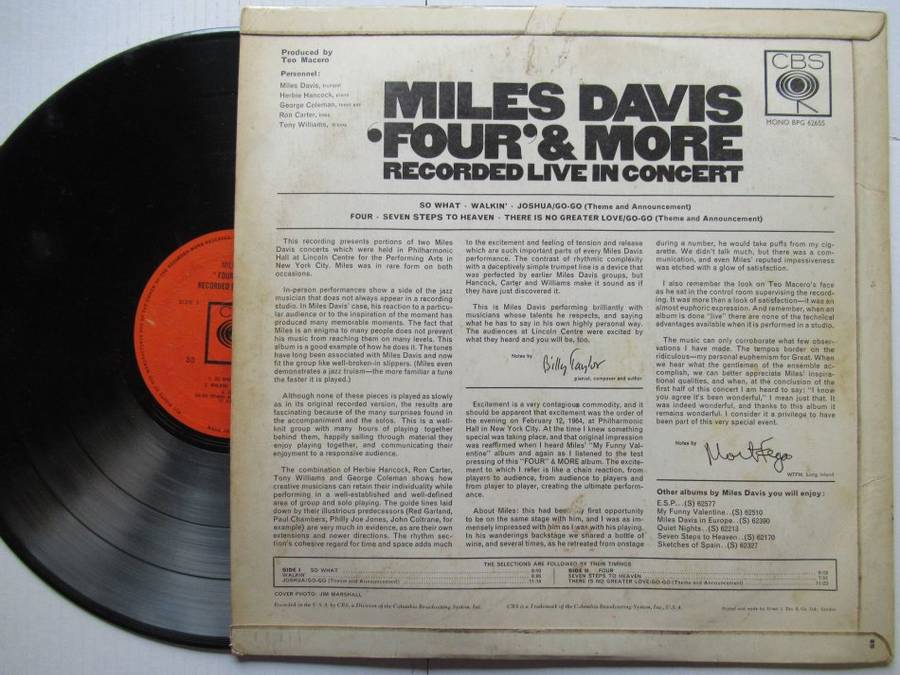 Produced by
Teo Macero
Personnel:
Miles Davis, trumpet
Herbie Hancock, piano
George Coleman, tenor sax
Ron Carter, bass
Tony Williams, drums
MILES DAVIS
'FOUR' & MORE
RECORDED LIVE IN CONCERT
CBS
MONO BPG 62655
SO WHAT · WALKIN' · JOSHUA/GO-GO (Theme and Announcement)
FOUR · SEVEN STEPS TO HEAVEN · THERE IS NO GREATER LOVE/GO-GO (Theme and Announcement)
This recording presents portions of two Miles
Davis concerts which were held in Philharmonic
Hall at Lincoln Centre for the Performing Arts in
New York City. Miles was in rare form on both
occasions.
In-person performances show a side of the jazz
musician that does not always appear in a recording
studio. In Miles Davis' case, his reaction to a particu-
lar audience or to the inspiration of the moment has
produced many memorable moments. The fact that
Miles is an enigma to many people does not prevent
his music from reaching them on many levels. This
album is a good example of how he does it. The tones
have long been associated with Miles Davis and now
fit the group like well-broken-in slippers. (Miles even
demonstrates a jazz truism—the more familiar a tune
the faster it is played.)
Although none of these pieces is played as slowly
as in its original recorded version, the results are
fascinating because of the many surprises found in
the accompaniment and the solos. This is a well-
knit group with many hours of playing together
behind them, happily sailing through material they
enjoy playing together, and communicating their
enjoyment to a responsive audience.
The combination of Herbie Hancock, Ron Carter,
Tony Williams and George Coleman shows how
creative musicians can retain their individuality while
performing in a well-established and well-defined
area of group and solo playing. The guide lines laid
down by their illustrious predecessors (Red Garland,
Paul Chambers, Philly Joe Jones, John Coltrane, for
example) are very much in evidence, as are their own
extensions and newer directions. The rhythm sec-
tion's cohesive regard for time and space adds much
to the excitement and feeling of tension and release
which are such important parts of every Miles Davis
performance. The contrast of rhythmic complexity
with a deceptively simple trumpet line is a device that
was perfected by earlier Miles Davis groups, but
Hancock, Carter and Williams make it sound as if
they have just discovered it.
This is Miles Davis performing brilliantly with
musicians whose talents he respects, and saying
what he has to say in his own highly personal way.
The audiences at Lincoln Centre were excited by
what they heard and you will be, too.
Notes by
Billy Taylor
pianist, composer and author
Excitement is a very contagious commodity, and it
should be apparent that excitement was the order of
the evening on February 12, 1964, at Philharmonic
Hall in New York City. At the time I knew something
special was taking place, and that original impression
was reaffirmed when I heard Miles' "My Funny Val-
entine" album and again as I listened to the test
pressing of this "FOUR" & MORE album. The excite-
ment to which I refer is like a chain reaction, from
players to audience, from audience to players and
from player to player, creating the ultimate perform-
ance.
About Miles: this had been my first opportunity
to be on the same stage with him, and I was as im-
mensely impressed with him as I was with his playing.
In his wanderings backstage we shared a bottle of
wine, and several times, as he retreated from onstage
during a number, he would take puffs from my cig-
arette. We didn't talk much, but there was a com-
munication, and even Miles' reputed impassiveness
was etched with a glow of satisfaction.
I also remember the look on Teo Macero's face
as he sat in the control room supervising the record-
ing. It was more than a look of satisfaction—it was an
almost euphoric expression. And remember, when an
album is done "live" there are none of the technical
advantages available when it is performed in a studio.
The music can only corroborate what few obser-
vations I have made. The tempos border on the
ridiculous—my personal euphemism for Great. When
we hear what the gentlemen of the ensemble ac-
complish, we can better appreciate Miles' inspira-
tional qualities, and when, at the conclusion of the
first half of this concert I am heard to say: "I know
you agree it's been wonderful," I mean just that. It
was indeed wonderful, and thanks to this album it
remains wonderful. I consider it a privilege to have
been part of this very special event.
Notes by
Mort Fega
WTFM, Long Island
Other albums by Miles Davis you will enjoy:
E.S.P....(S) 62577
My Funny Valentine..(S) 62510
Miles Davis in Europe..(S) 62390
Quiet Nights..(S) 62213
Seven Steps to Heaven..(S) 62170
Sketches of Spain..(S) 62327
THE SELECTIONS ARE FOLLOWED BY THEIR TIMINGS
SIDE I SO WHAT
WALKIN'
JOSHUA/GO-GO (Theme and Announcement) 11:14
SIDE II FOUR
SEVEN STEPS TO HEAVEN
THERE IS NO GREATER LOVE/GO-GO (Theme and Announcement)
COVER PHOTO: JIM MARSHALL
Recorded in the U.S.A. by CBS, a Division of the Columbia Broadcasting System, Inc.
CBS is a Trademark of the Columbia Broadcasting System, Inc., U.S.A.
RECORDED
SIDE 1
CBS